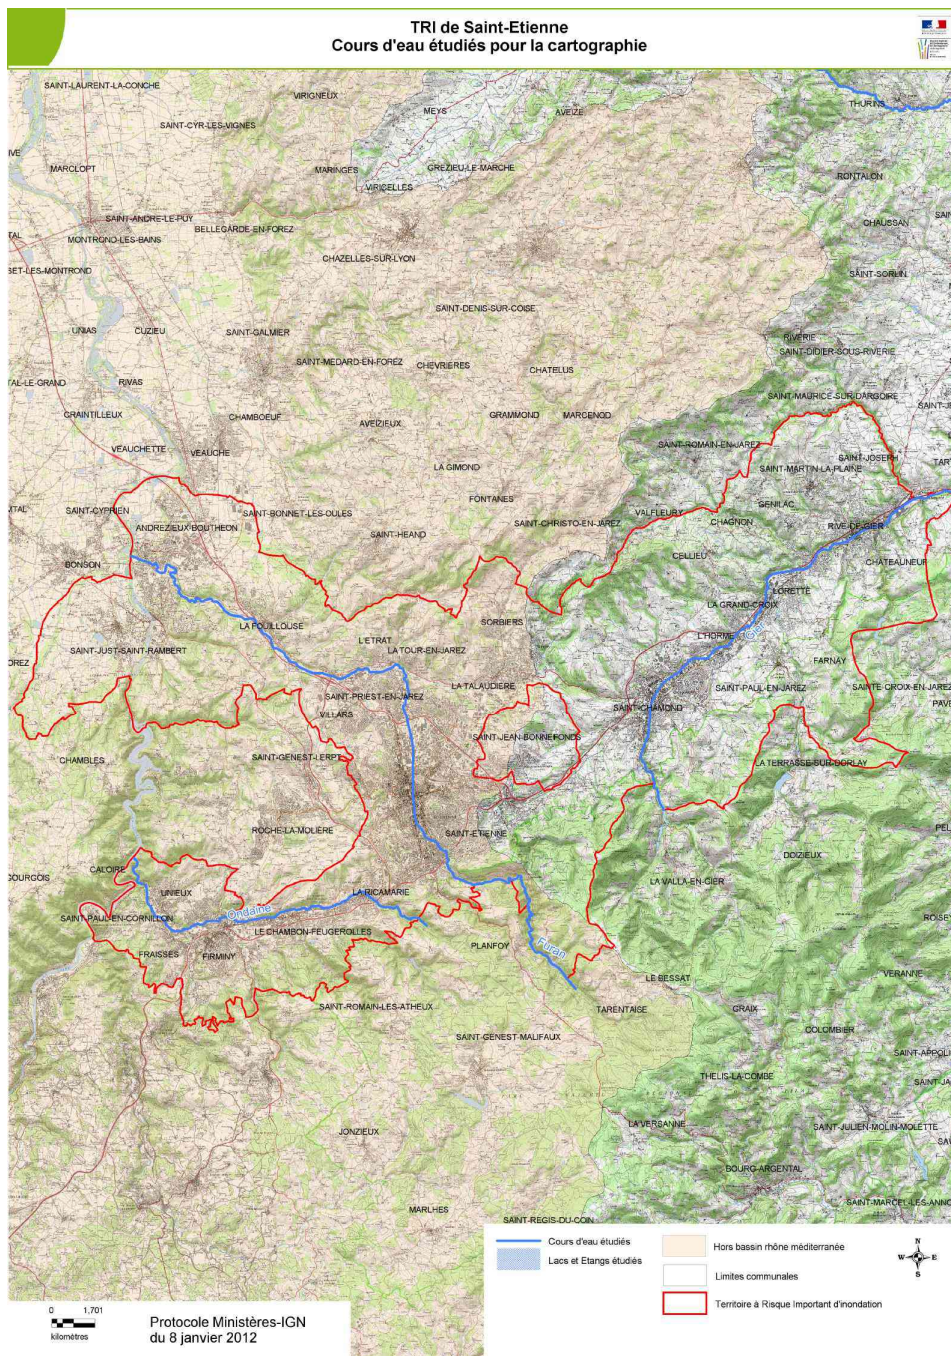 TRI de Saint-Etienne
Cours d'eau étudiés pour la cartographie
SAINT-LAURENT-LA-CONCHE
VIRIGNEUX
MEYS
AVEIZE
THURINS
SAINT-CYR-LES-VIGNES
MARCLOPT
MARINGES
GREZIEU-LE-MARCHE
VIRICELLES
RONTALON
SAINT-ANDRE-LE-PUY
BELLEGARDE-EN-FOREZ
CHAUSSAN
MONTROND-LES-BAINS
CHAZELLES-SUR-LYON
SET-LES-MONTROND
SAINT-SORLIN
SAINT-DENIS-SUR-COISE
UNIAS
CUZIEU
SAINT-GALMIER
RIVERIE
SAINT-DIDIER-SOUS-RIVERIE
SAINT-MEDARD-EN-FOREZ
CHEVRIERES
CHATELUS
TAL-LE-GRAND
RIVAS
SAINT-MAURICE-SUR-DARGOIRE
CRAINTILLEUX
CHAMBOEUF
GRAMMOND
MARCENOD
AVEIZIEUX
SAINT-ROMAIN-EN-JAREZ
VEAUCHETTE
VEAUCHE
SAINT-JOSEPH
LA GIMOND
SAINT-MARTIN-LA-PLAINE
FONTANES
GENILAC
SAINT-CYPRIEN
SAINT-BONNET-LES-OULES
VALFLEURY
CHAGNON
ANDREZIEUX-BOUTHEON
SAINT-CHRISTO-EN-JAREZ
RIVE-DE-GIER
SAINT-HEAND
CELLIEU
BONSON
CHATEAUNEUF
LORETTE
LA GRAND-CROIX
LA FOUILLOUSE
SORBIERS
L'ETRAT
L'HORME
SAINT-JUST-SAINT-RAMBERT
LA TOUR-EN-JAREZ
FARNAY
LA TALAUDIERE
SAINT-PAUL-EN-JAREZ
SAINTE-CROIX-EN-JAREZ
SAINT-PRIEST-EN-JAREZ
VILLARS
SAINT-CHAMOND
SAINT-JEAN-BONNEFONDS
SAINT-GENEST-LERPT
CHAMBLES
LA TERRASSE-SUR-DORLAY
ROCHE-LA-MOLIERE
SAINT-ETIENNE
DOIZIEUX
CALOIRE
GOURGOIS
UNIEUX
LA RICAMARIE
LA VALLA-EN-GIER
Ondaine
SAINT-PAUL-EN-CORNILLON
LE CHAMBON-FEUGEROLLES
FRAISSES
FIRMINY
PLANFOY
Furan
LE BESSAT
VERANNE
SAINT-ROMAIN-LES-ATHEUX
TARENTAISE
GRAIX
COLOMBIER
SAINT-GENEST-MALIFAUX
THELIS-LA-COMBE
LA VERSANNE
SAINT-JULIEN-MOLIN-MOLETTE
JONZIEUX
BOURG-ARGENTAL
MARLHES
SAINT-MARCEL-LES-ANNO
SAINT-REGIS-DU-COIN
Cours d'eau étudiés
Lacs et Etangs étudiés
Hors bassin rhône méditerranée
Limites communales
Territoire à Risque Important d'inondation
N
W
E
S
0 1,701
kilomètres
Protocole Ministères-IGN
du 8 janvier 2012